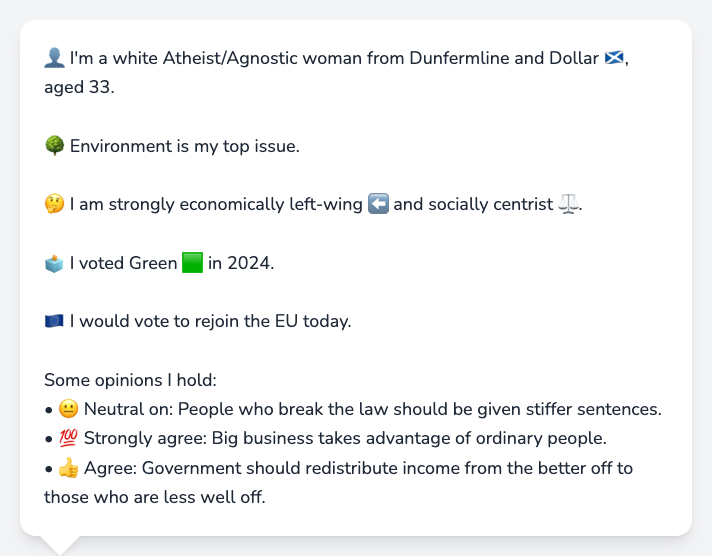 👤 I'm a white Atheist/Agnostic woman from Dunfermline and Dollar 🏴󠁧󠁢󠁳󠁣󠁴󠁿,
aged 33.
🌳 Environment is my top issue.
🤔 I am strongly economically left-wing ⬅️ and socially centrist ⚖️.
🗳️ I voted Green 🟩 in 2024.
🇪🇺 I would vote to rejoin the EU today.
Some opinions I hold:
• 😐 Neutral on: People who break the law should be given stiffer sentences.
• 💯 Strongly agree: Big business takes advantage of ordinary people.
• 👍 Agree: Government should redistribute income from the better off to
those who are less well off.